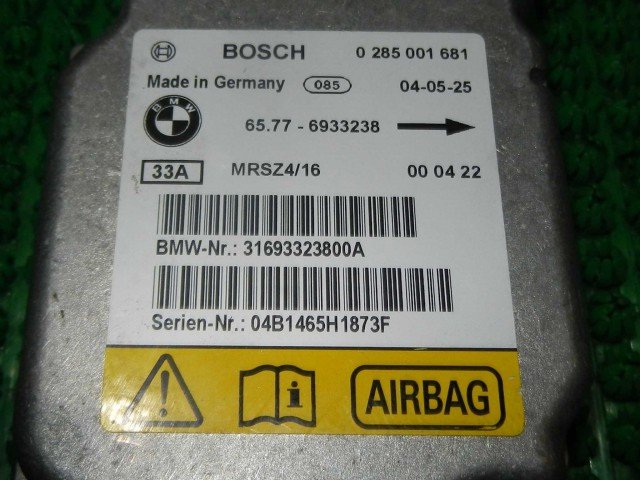 BOSCH 0 285 001 681
Made in Germany 085 04-05-25
BMW 65.77 - 6933238
33A MRSZ4/16 00 04 22
BMW-Nr.: 31693323800A
Serien-Nr.: 04B1465H1873F
AIRBAG